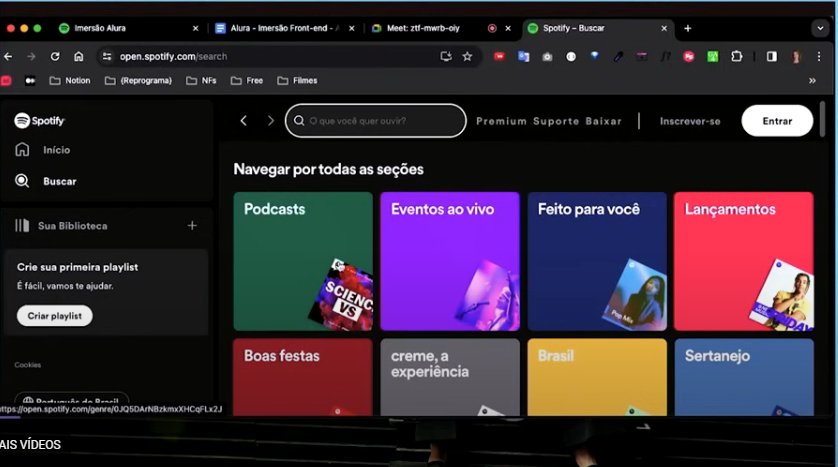 Imersão Alura
Alura - Imersão Front-end - A
Meet: ztf-mwrb-oiy
Spotify – Buscar
open.spotify.com/search
Notion
{Reprograma}
NFs
Free
Filmes
Spotify
O que você quer ouvir?
Premium Suporte Baixar
Inscrever-se
Entrar
Início
Buscar
Sua Biblioteca
Crie sua primeira playlist
É fácil, vamos te ajudar.
Criar playlist
Cookies
Português do Brasil
https://open.spotify.com/genre/0JQ5DArNBzkmxXHCqFLx2J
Navegar por todas as seções
Podcasts
SCIENC
VS
Eventos ao vivo
Feito para você
Pop Mix
Lançamentos
FRIDAY
Boas festas
creme, a
experiência
Brasil
Sertanejo
AIS VÍDEOS